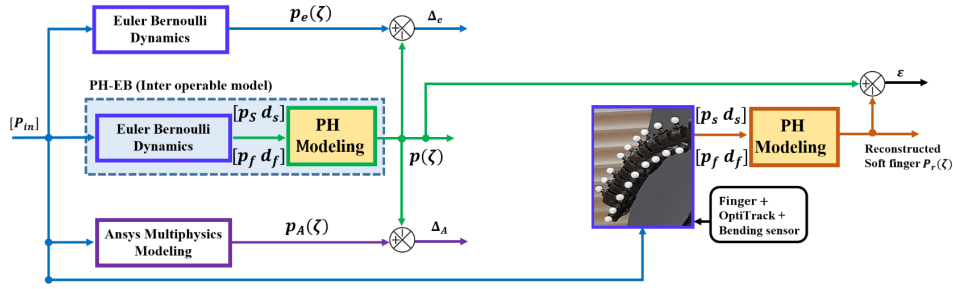 Euler Bernoulli
Dynamics
p_e(ζ)
Δ_e
PH-EB (Inter operable model)
[P_in]
Euler Bernoulli
Dynamics
[p_s d_s]
[p_f d_f]
PH
Modeling
p(ζ)
Ansys Multiphysics
Modeling
p_A(ζ)
Δ_A
[p_s d_s]
[p_f d_f]
PH
Modeling
ε
Reconstructed
Soft finger P_r(ζ)
Finger +
OptiTrack +
Bending sensor